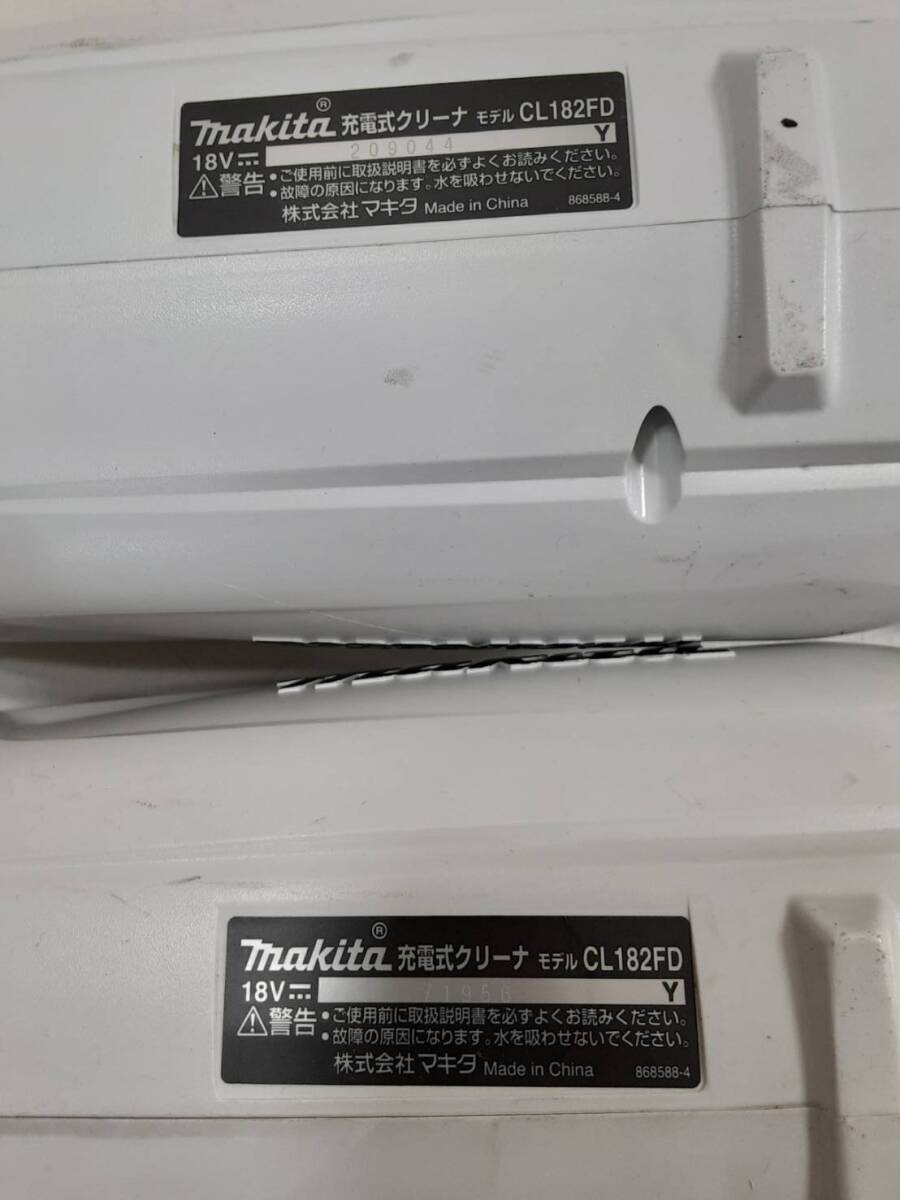 makita® 充電式クリーナ モデル CL182FD
18V⎓ 209044 Y
⚠警告 •ご使用前に取扱説明書を必ずよくお読みください。
•故障の原因になります。水を吸わせないでください。
株式会社 マキタ Made in China 868588-4
makita® 充電式クリーナ モデル CL182FD
18V⎓ 71956 Y
⚠警告 •ご使用前に取扱説明書を必ずよくお読みください。
•故障の原因になります。水を吸わせないでください。
株式会社 マキタ Made in China 868588-4